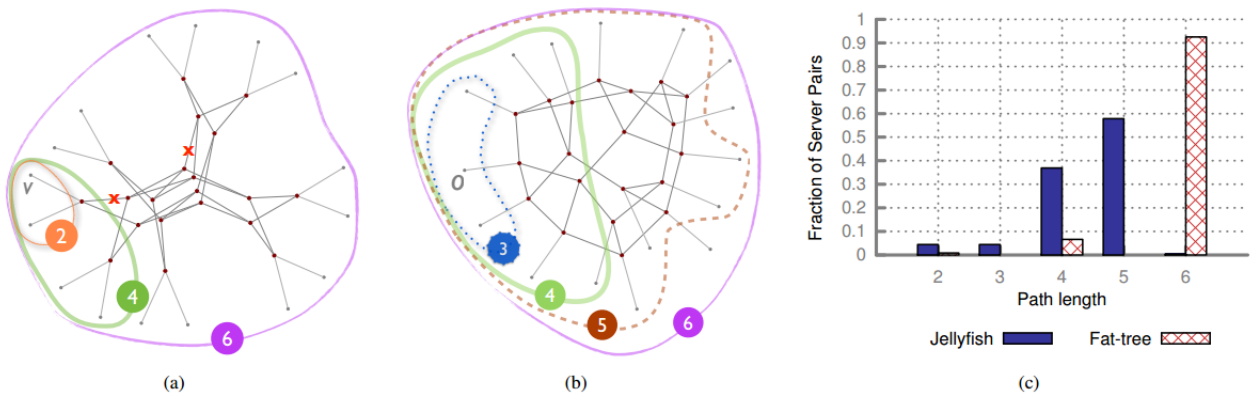 v
x
x
2
4
6
(a)
O
3
4
5
6
(b)
Fraction of Server Pairs
1
0.9
0.8
0.7
0.6
0.5
0.4
0.3
0.2
0.1
0
2 3 4 5 6
Path length
Jellyfish Fat-tree
(c)